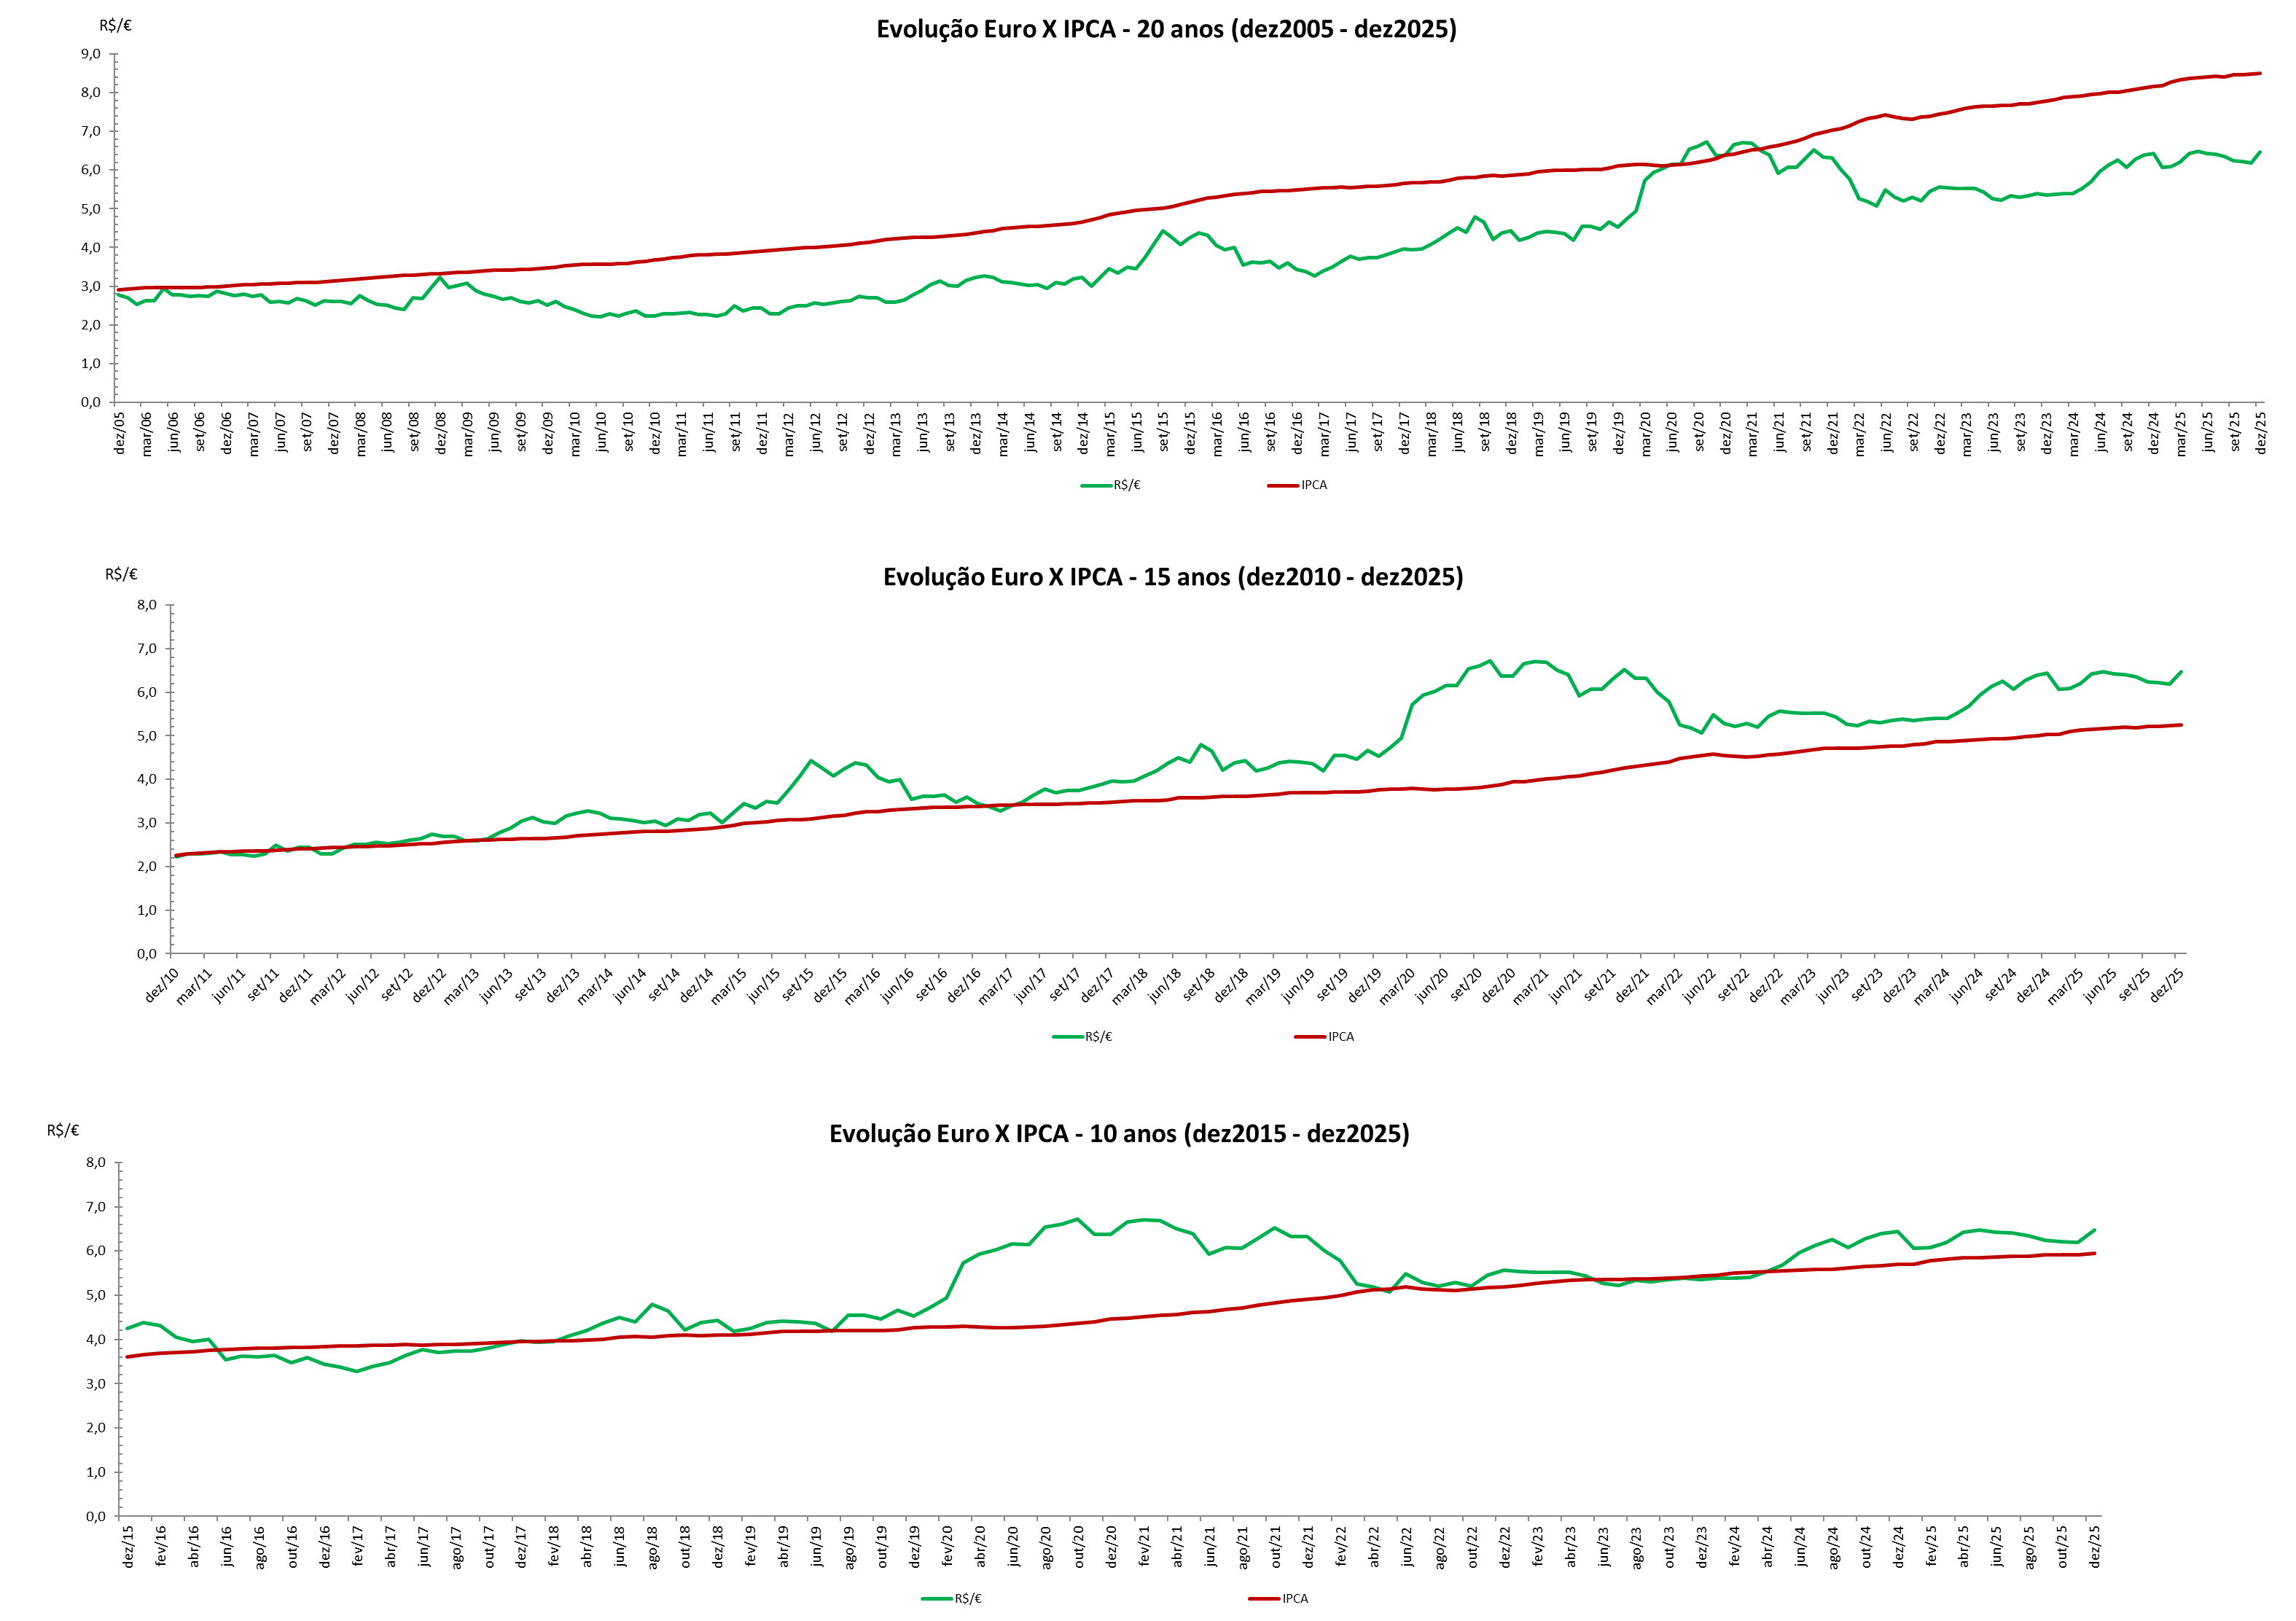 R$/€
Evolução Euro X IPCA - 20 anos (dez2005 - dez2025)
9,0
8,0
7,0
6,0
5,0
4,0
3,0
2,0
1,0
0,0
dez/05 mar/06 jun/06 set/06 dez/06 mar/07 jun/07 set/07 dez/07 mar/08 jun/08 set/08 dez/08 mar/09 jun/09 set/09 dez/09 mar/10 jun/10 set/10 dez/10 mar/11 jun/11 set/11 dez/11 mar/12 jun/12 set/12 dez/12 mar/13 jun/13 set/13 dez/13 mar/14 jun/14 set/14 dez/14 mar/15 jun/15 set/15 dez/15 mar/16 jun/16 set/16 dez/16 mar/17 jun/17 set/17 dez/17 mar/18 jun/18 set/18 dez/18 mar/19 jun/19 set/19 dez/19 mar/20 jun/20 set/20 dez/20 mar/21 jun/21 set/21 dez/21 mar/22 jun/22 set/22 dez/22 mar/23 jun/23 set/23 dez/23 mar/24 jun/24 set/24 dez/24 mar/25 jun/25 set/25 dez/25
R$/€ IPCA
R$/€
Evolução Euro X IPCA - 15 anos (dez2010 - dez2025)
8,0
7,0
6,0
5,0
4,0
3,0
2,0
1,0
0,0
dez/10 mar/11 jun/11 set/11 dez/11 mar/12 jun/12 set/12 dez/12 mar/13 jun/13 set/13 dez/13 mar/14 jun/14 set/14 dez/14 mar/15 jun/15 set/15 dez/15 mar/16 jun/16 set/16 dez/16 mar/17 jun/17 set/17 dez/17 mar/18 jun/18 set/18 dez/18 mar/19 jun/19 set/19 dez/19 mar/20 jun/20 set/20 dez/20 mar/21 jun/21 set/21 dez/21 mar/22 jun/22 set/22 dez/22 mar/23 jun/23 set/23 dez/23 mar/24 jun/24 set/24 dez/24 mar/25 jun/25 set/25 dez/25
R$/€ IPCA
R$/€
Evolução Euro X IPCA - 10 anos (dez2015 - dez2025)
8,0
7,0
6,0
5,0
4,0
3,0
2,0
1,0
0,0
dez/15 fev/16 abr/16 jun/16 ago/16 out/16 dez/16 fev/17 abr/17 jun/17 ago/17 out/17 dez/17 fev/18 abr/18 jun/18 ago/18 out/18 dez/18 fev/19 abr/19 jun/19 ago/19 out/19 dez/19 fev/20 abr/20 jun/20 ago/20 out/20 dez/20 fev/21 abr/21 jun/21 ago/21 out/21 dez/21 fev/22 abr/22 jun/22 ago/22 out/22 dez/22 fev/23 abr/23 jun/23 ago/23 out/23 dez/23 fev/24 abr/24 jun/24 ago/24 out/24 dez/24 fev/25 abr/25 jun/25 ago/25 out/25 dez/25
R$/€ IPCA